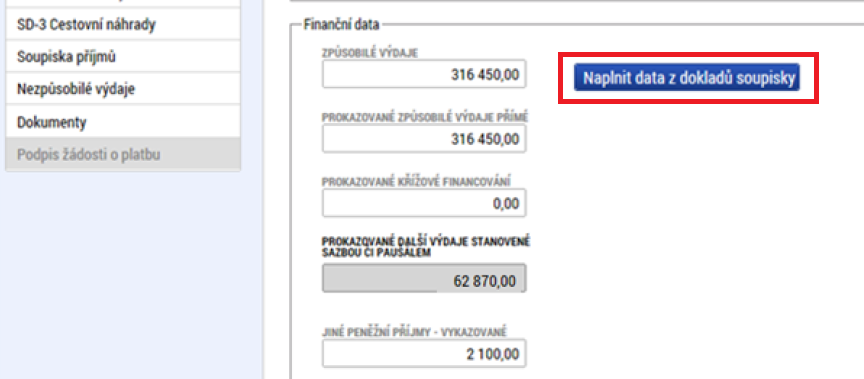 SD-3 Cestovní náhrady
Soupiska příjmů
Nezpůsobilé výdaje
Dokumenty
Podpis žádosti o platbu
Finanční data
ZPŮSOBILÉ VÝDAJE
316 450,00
Naplnit data z dokladů soupisky
PROKAZOVANÉ ZPŮSOBILÉ VÝDAJE PŘÍMÉ
316 450,00
PROKAZOVANÉ KŘÍŽOVÉ FINANCOVÁNÍ
0,00
PROKAZOVANÉ DALŠÍ VÝDAJE STANOVENÉ
SAZBOU ČI PAUŠÁLEM
62 870,00
JINÉ PENĚŽNÍ PŘÍJMY - VYKAZOVANÉ
2 100,00